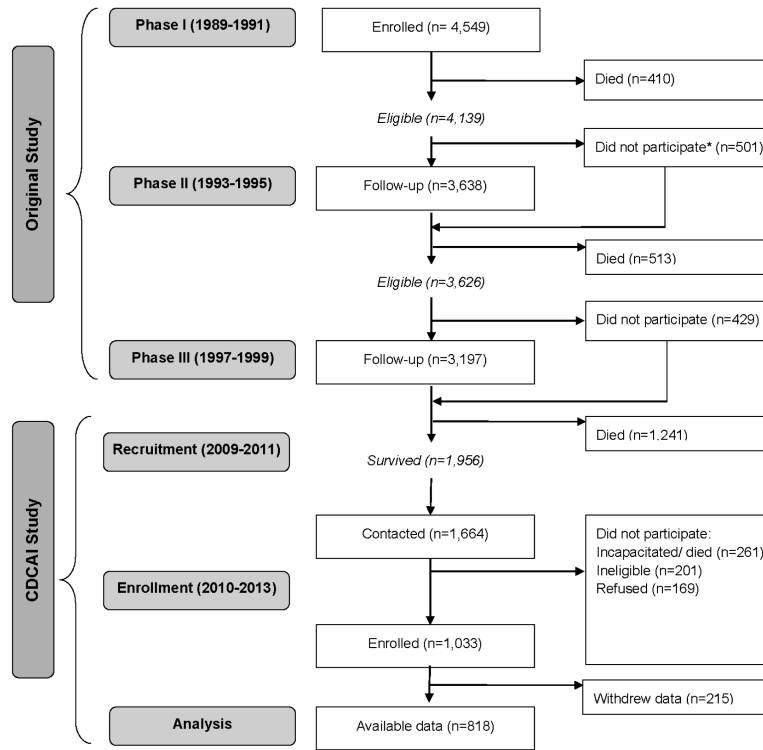 Phase I (1989-1991)
Enrolled (n= 4,549)
Died (n=410)
Eligible (n=4,139)
Did not participate* (n=501)
Original Study
Phase II (1993-1995)
Follow-up (n=3,638)
Died (n=513)
Eligible (n=3,626)
Did not participate (n=429)
Phase III (1997-1999)
Follow-up (n=3,197)
Died (n=1,241)
Recruitment (2009-2011)
Survived (n=1,956)
CDCAI Study
Contacted (n=1,664)
Did not participate:
Incapacitated/ died (n=261)
Ineligible (n=201)
Refused (n=169)
Enrollment (2010-2013)
Enrolled (n=1,033)
Withdrew data (n=215)
Analysis
Available data (n=818)